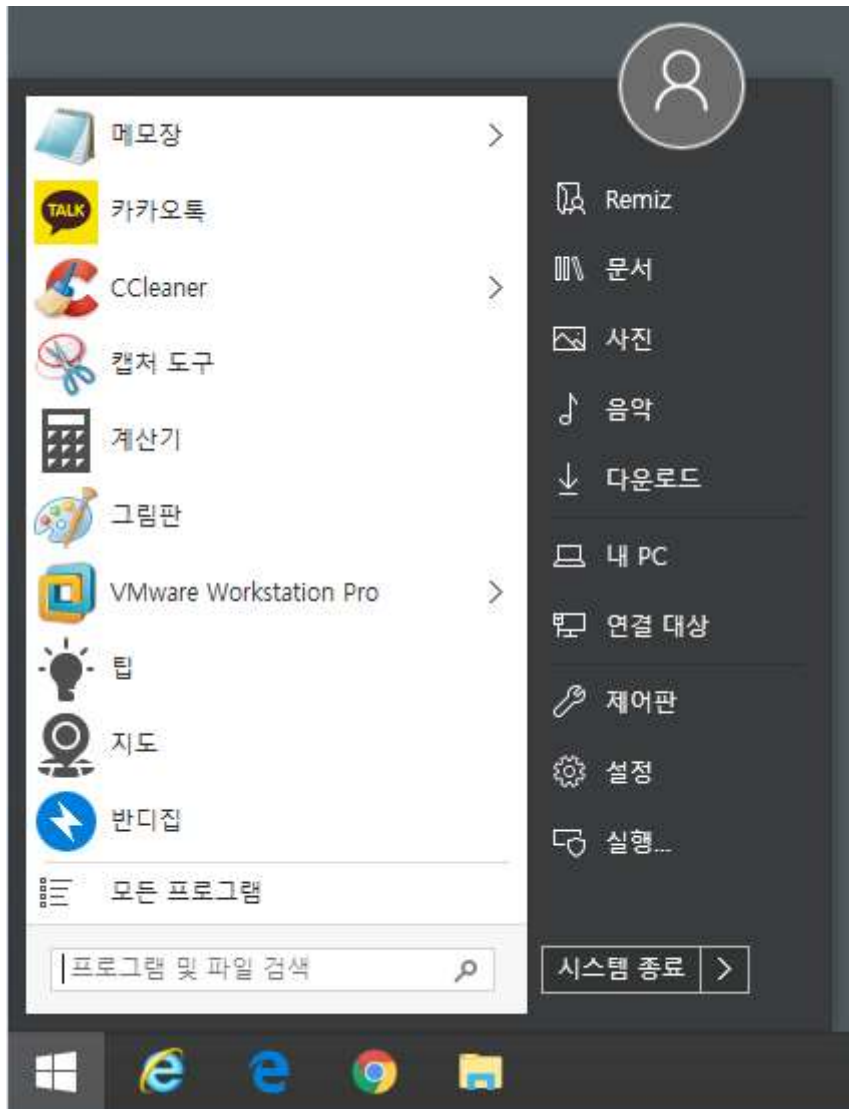 메모장
TALK
카카오톡
CCleaner
캡처 도구
계산기
그림판
VMware Workstation Pro
팁
지도
반디집
모든 프로그램
프로그램 및 파일 검색
Remiz
문서
사진
음악
다운로드
내 PC
연결 대상
제어판
설정
실행...
시스템 종료